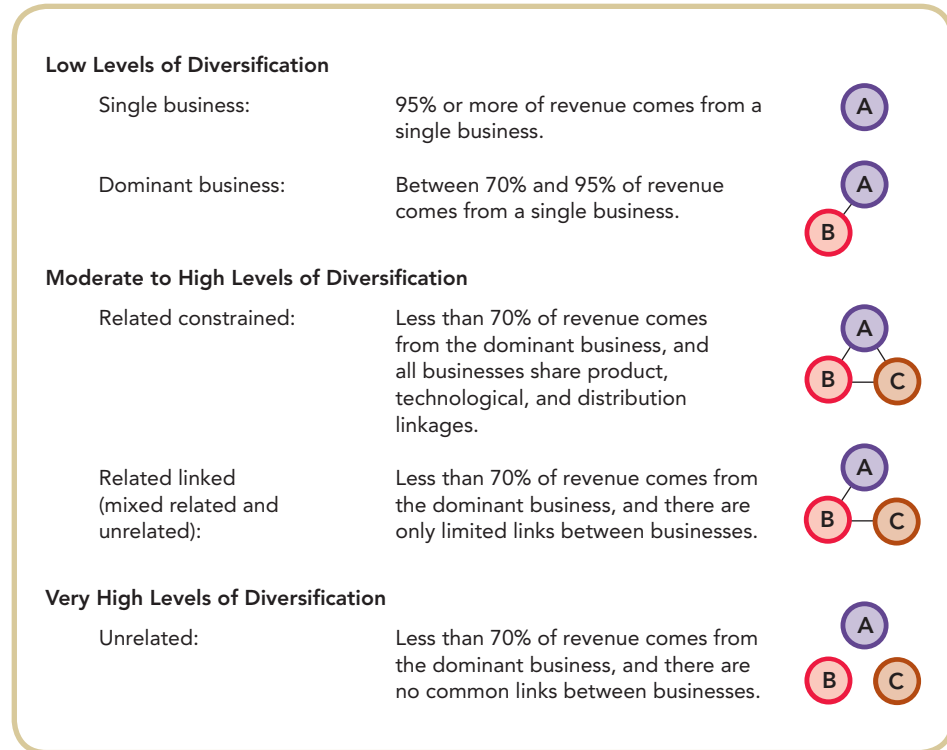 Low Levels of Diversification
Single business:
95% or more of revenue comes from a
single business.
A
Dominant business:
Between 70% and 95% of revenue
comes from a single business.
A
B
Moderate to High Levels of Diversification
Related constrained:
Less than 70% of revenue comes
from the dominant business, and
all businesses share product,
technological, and distribution
linkages.
A
B
C
Related linked
(mixed related and
unrelated):
Less than 70% of revenue comes from
the dominant business, and there are
only limited links between businesses.
A
B
C
Very High Levels of Diversification
Unrelated:
Less than 70% of revenue comes from
the dominant business, and there are
no common links between businesses.
A
B
C